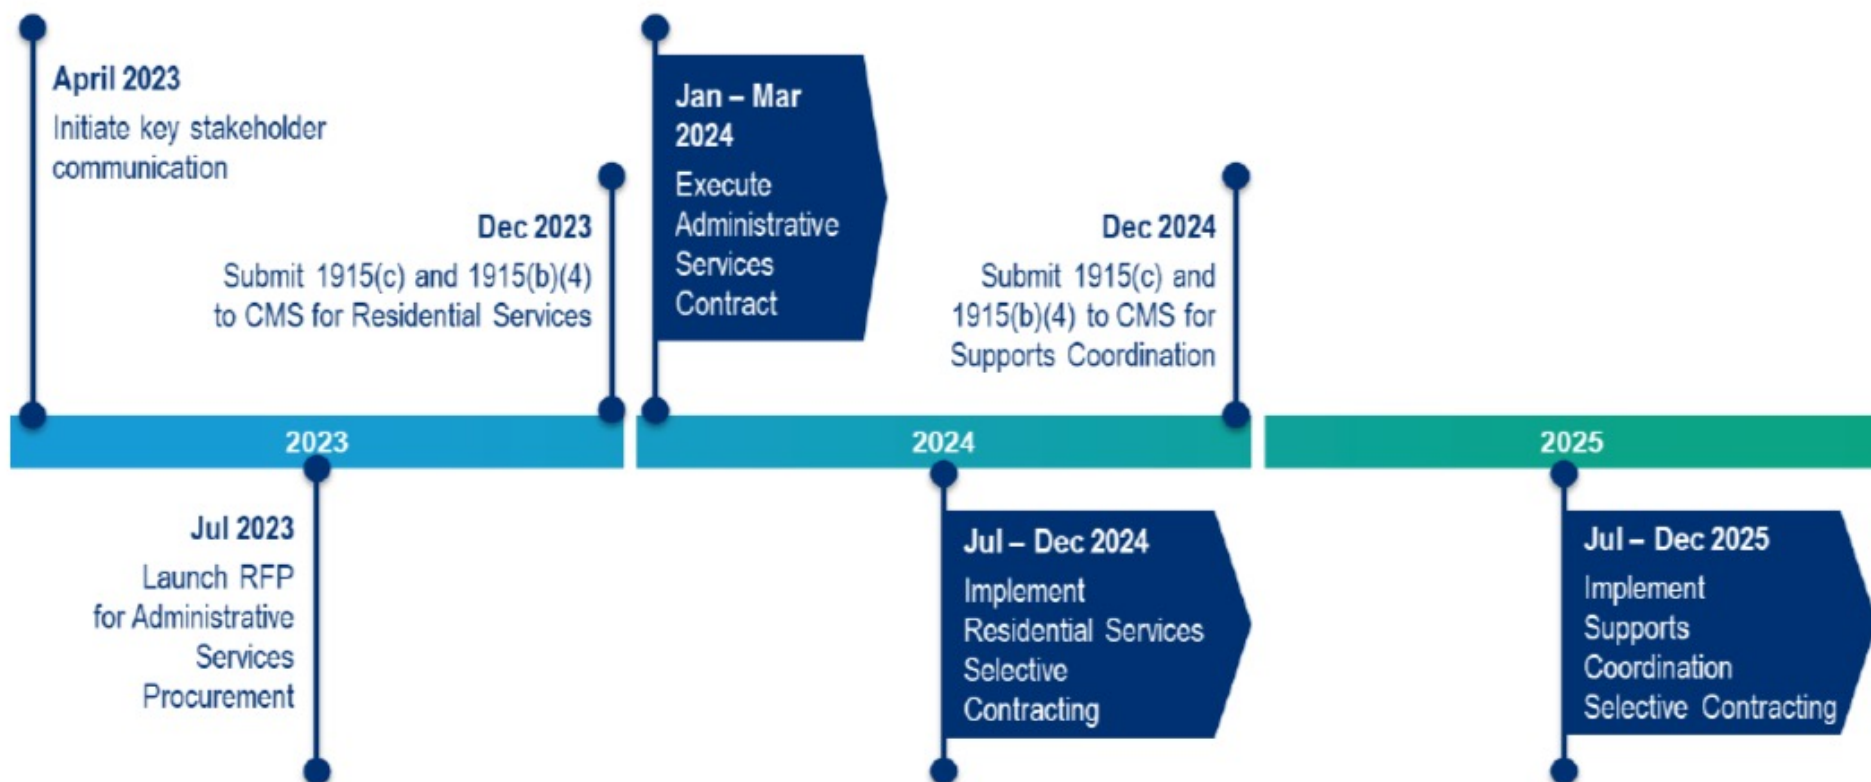 April 2023
Initiate key stakeholder
communication
Dec 2023
Submit 1915(c) and 1915(b)(4)
to CMS for Residential Services
Jan – Mar
2024
Execute
Administrative
Services
Contract
Dec 2024
Submit 1915(c) and
1915(b)(4) to CMS for
Supports Coordination
2023
2024
2025
Jul 2023
Launch RFP
for Administrative
Services
Procurement
Jul – Dec 2024
Implement
Residential Services
Selective
Contracting
Jul – Dec 2025
Implement
Supports
Coordination
Selective Contracting